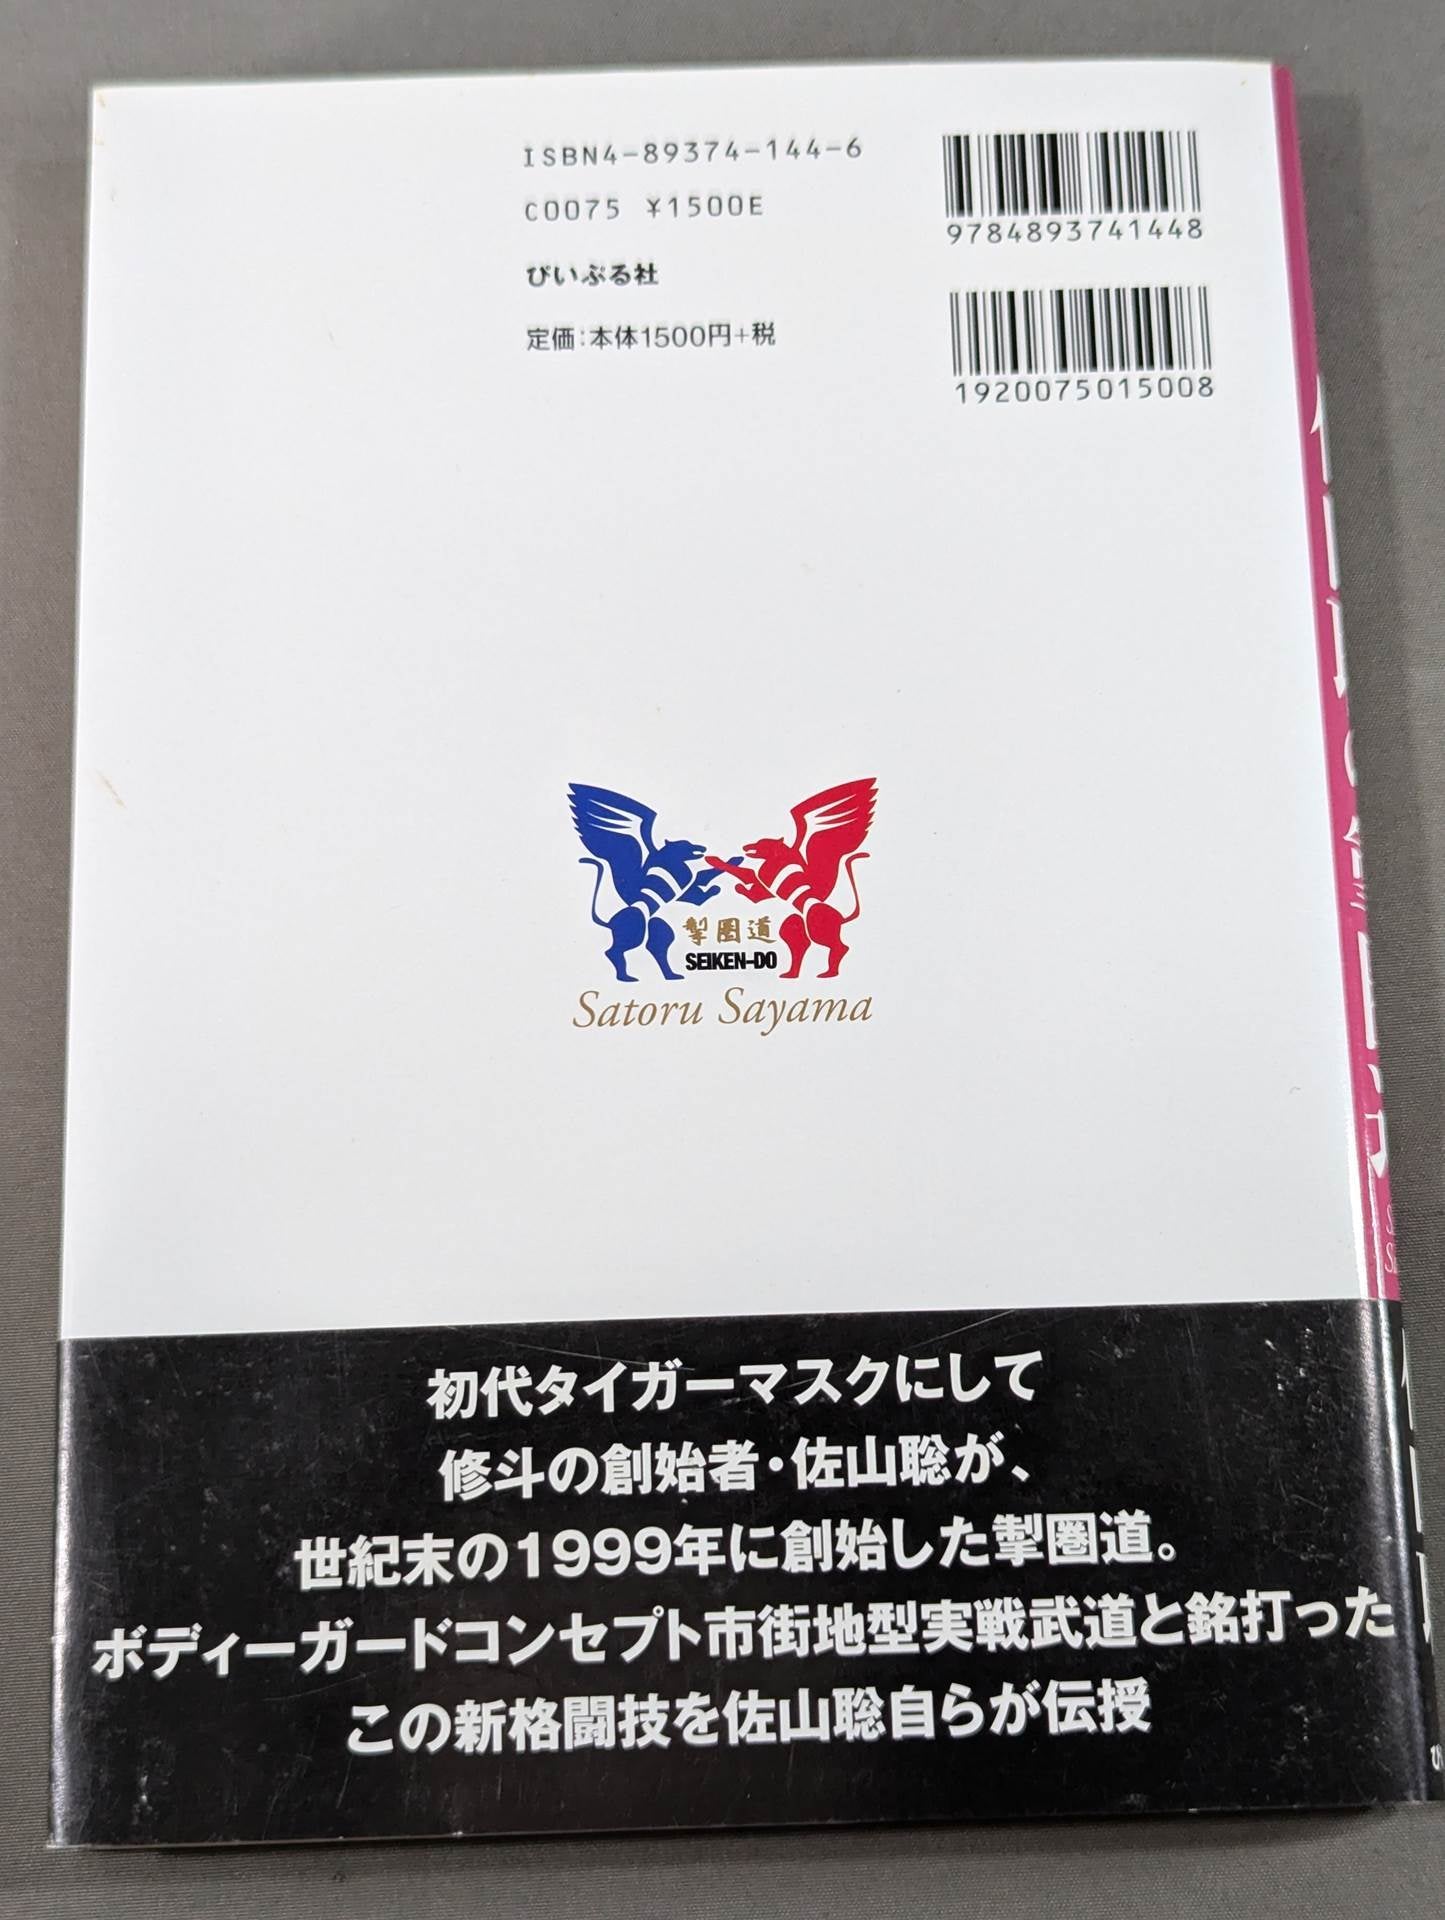 ISBN4-89374-144-6
C0075 ¥1500E
ぴいぷる社
定価:本体1500円+税
9784893741448
1920075015008
掣圏道
SEIKEN-DO
Satoru Sayama
初代タイガーマスクにして
修斗の創始者・佐山聡が、
世紀末の1999年に創始した掣圏道。
ボディーガードコンセプト市街地型実戦武道と銘打った
この新格闘技を佐山聡自らが伝授